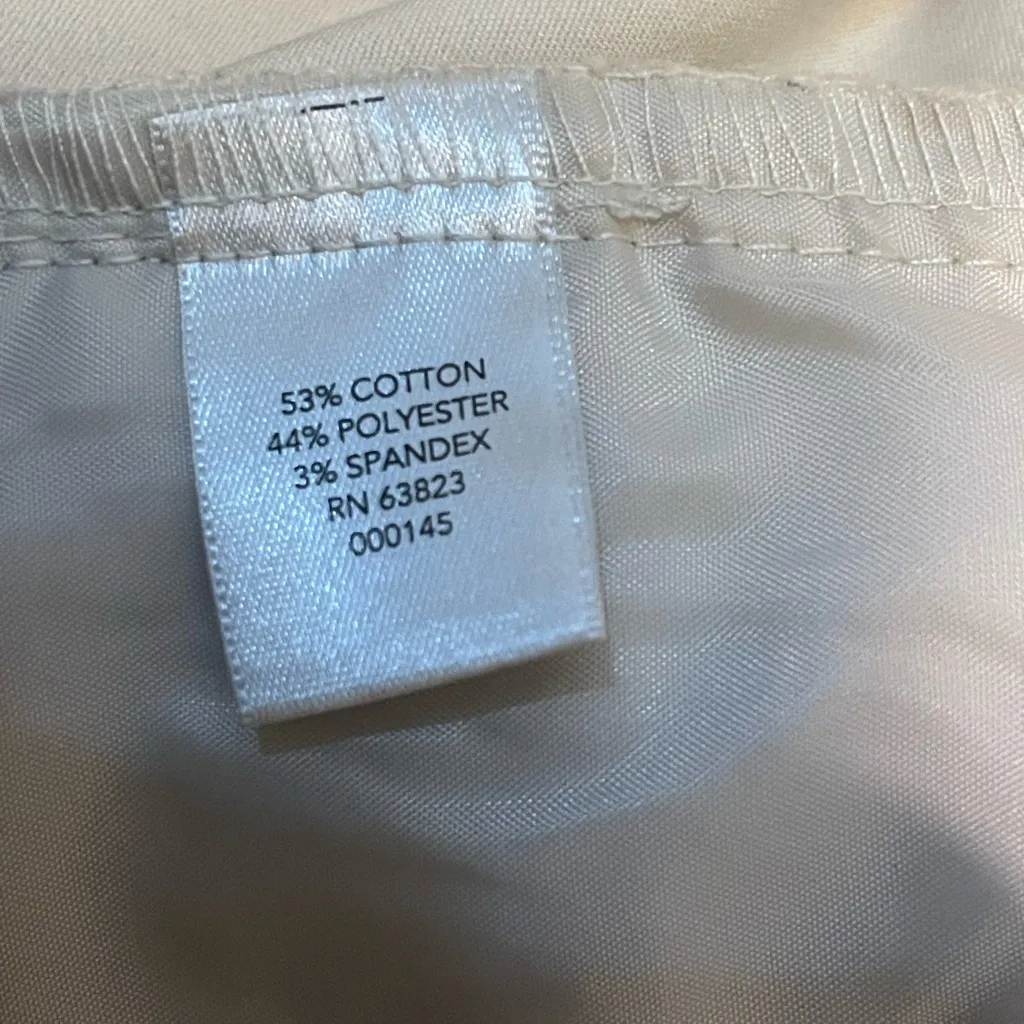 53% COTTON
44% POLYESTER
3% SPANDEX
RN 63823
000145